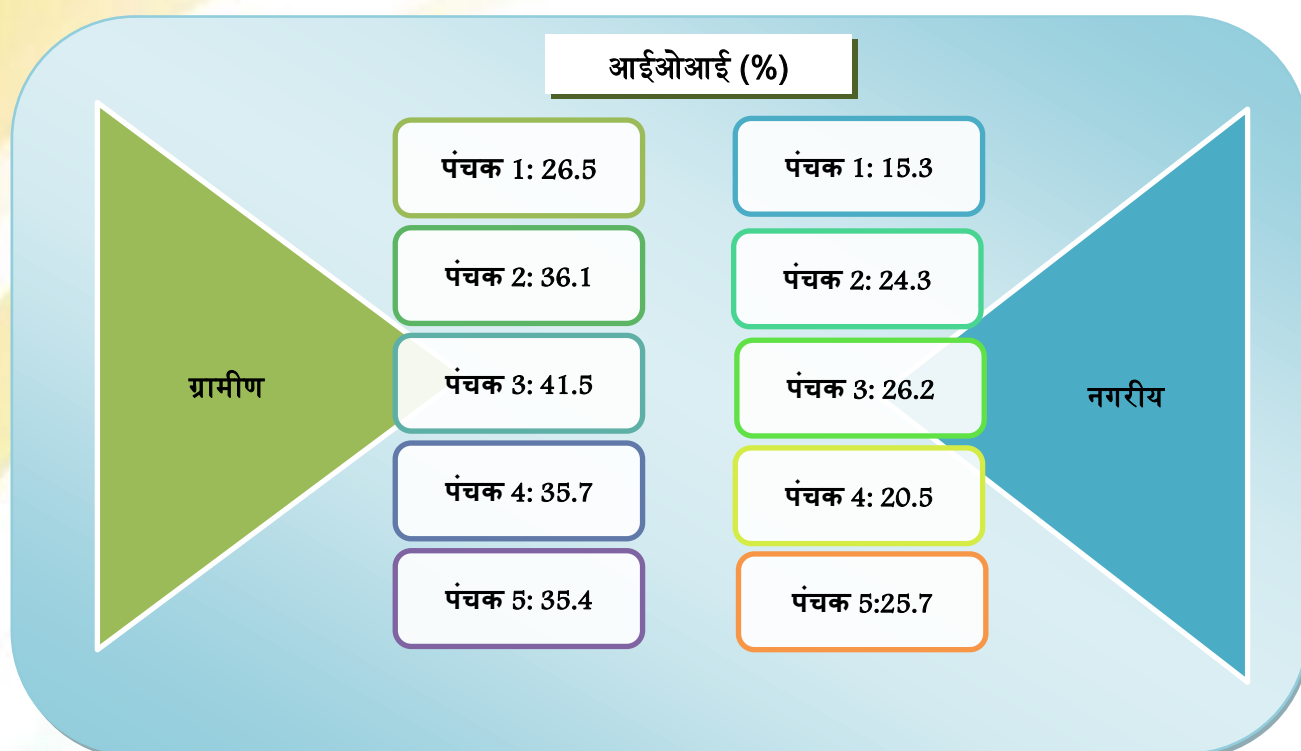 आईओआई (%)
ग्रामीण
पंचक 1: 26.5
पंचक 2: 36.1
पंचक 3: 41.5
पंचक 4: 35.7
पंचक 5: 35.4
पंचक 1: 15.3
पंचक 2: 24.3
पंचक 3: 26.2
पंचक 4: 20.5
पंचक 5:25.7
नगरीय